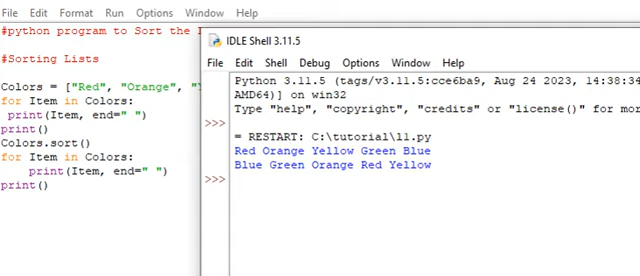 File Edit Format Run Options Window Help
#python program to Sort the
#Sorting Lists
Colors = ["Red", "Orange", "
for Item in Colors:
print(Item, end=" ")
print()
Colors.sort()
for Item in Colors:
print(Item, end=" ")
print()
IDLE Shell 3.11.5
File Edit Shell Debug Options Window Help
Python 3.11.5 (tags/v3.11.5:cce6ba9, Aug 24 2023, 14:38:34
AMD64)] on win32
Type "help", "copyright", "credits" or "license()" for mor
>>>
= RESTART: C:\tutorial\11.py
Red Orange Yellow Green Blue
Blue Green Orange Red Yellow
>>>